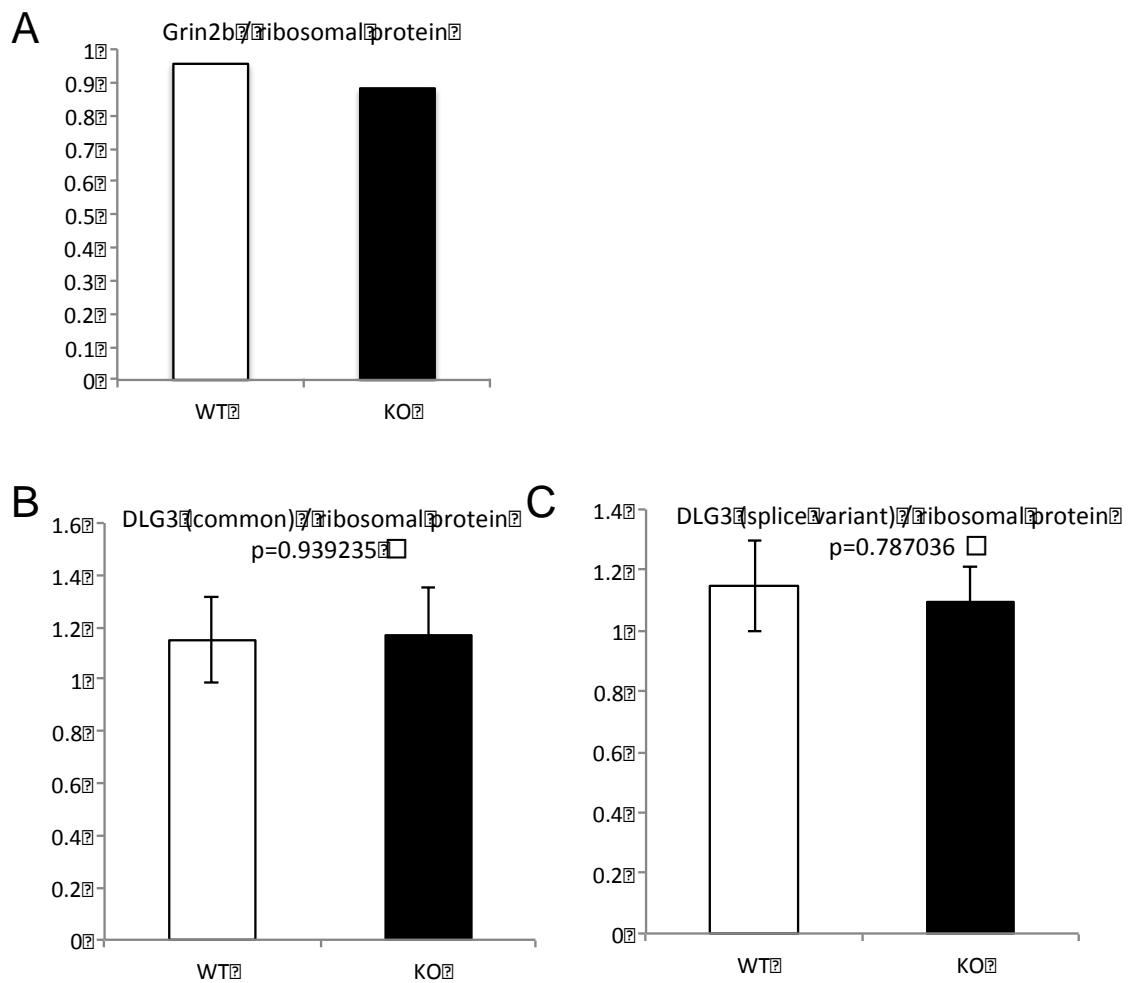 A
Grin2b / ribosomal protein
1
0.9
0.8
0.7
0.6
0.5
0.4
0.3
0.2
0.1
0
WT
KO
B
DLG3 (common) / ribosomal protein
p=0.939235
1.6
1.4
1.2
1
0.8
0.6
0.4
0.2
0
WT
KO
C
DLG3 (splice variant) / ribosomal protein
p=0.787036
1.4
1.2
1
0.8
0.6
0.4
0.2
0
WT
KO